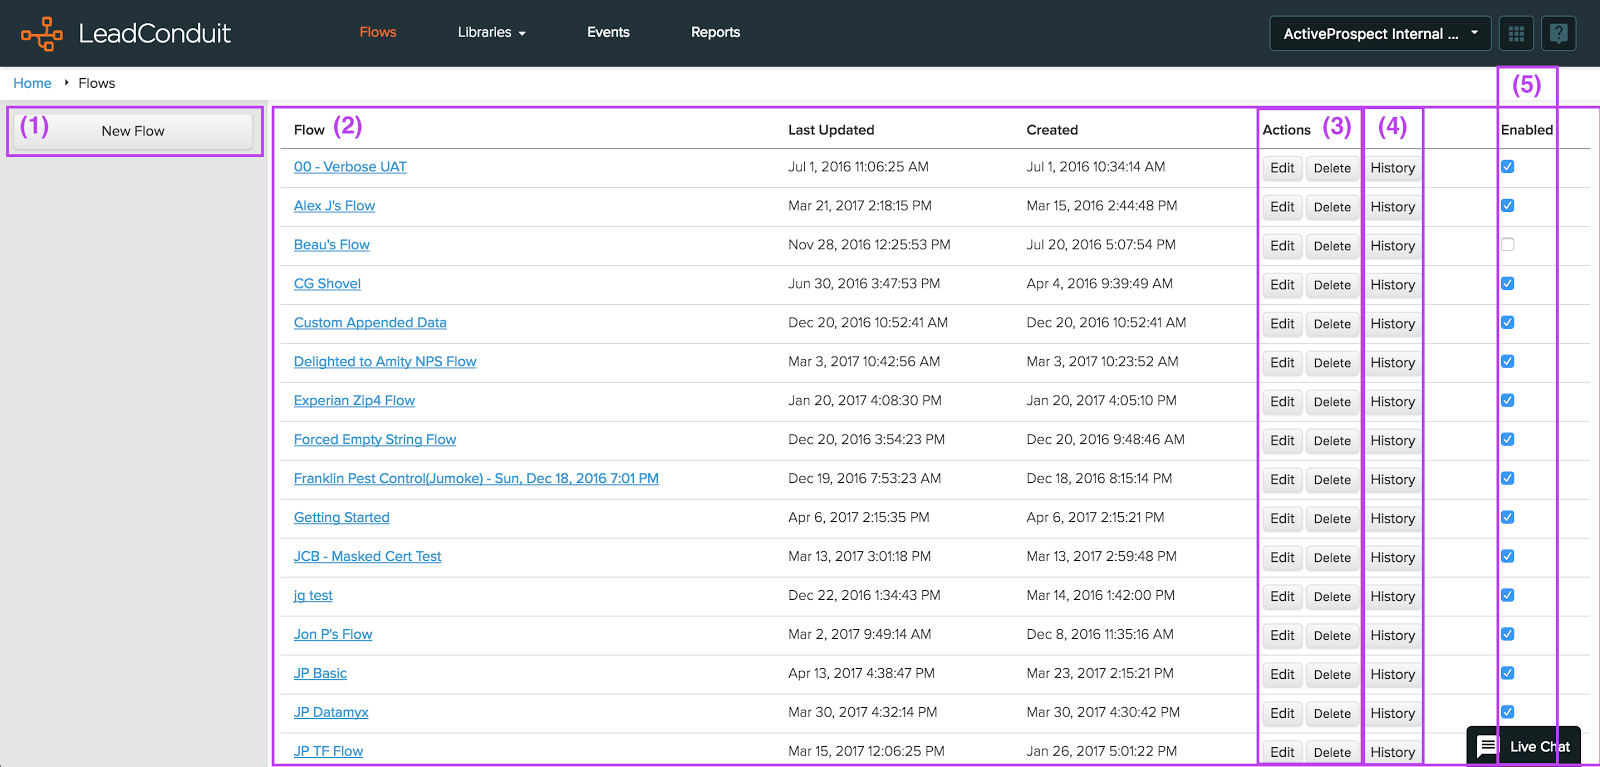 LeadConduit Flows Libraries Events Reports ActiveProspect Internal ...
Home Flows (5)
(1) New Flow
Flow (2) Last Updated Created Actions (3) (4) Enabled
00 - Verbose UAT Jul 1, 2016 11:06:25 AM Jul 1, 2016 10:34:14 AM Edit Delete History
Alex J's Flow Mar 21, 2017 2:18:15 PM Mar 15, 2016 2:44:48 PM Edit Delete History
Beau's Flow Nov 28, 2016 12:25:53 PM Jul 20, 2016 5:07:54 PM Edit Delete History
CG Shovel Jun 30, 2016 3:47:53 PM Apr 4, 2016 9:39:49 AM Edit Delete History
Custom Appended Data Dec 20, 2016 10:52:41 AM Dec 20, 2016 10:52:41 AM Edit Delete History
Delighted to Amity NPS Flow Mar 3, 2017 10:42:56 AM Mar 3, 2017 10:23:52 AM Edit Delete History
Experian Zip4 Flow Jan 20, 2017 4:08:30 PM Jan 20, 2017 4:05:10 PM Edit Delete History
Forced Empty String Flow Dec 20, 2016 3:54:23 PM Dec 20, 2016 9:48:46 AM Edit Delete History
Franklin Pest Control(Jumoke) - Sun, Dec 18, 2016 7:01 PM Dec 19, 2016 7:53:23 AM Dec 18, 2016 8:15:14 PM Edit Delete History
Getting Started Apr 6, 2017 2:15:35 PM Apr 6, 2017 2:15:21 PM Edit Delete History
JCB - Masked Cert Test Mar 13, 2017 3:01:18 PM Mar 13, 2017 2:59:48 PM Edit Delete History
jg test Dec 22, 2016 1:34:43 PM Mar 14, 2016 1:42:00 PM Edit Delete History
Jon P's Flow Mar 2, 2017 9:49:14 AM Dec 8, 2016 11:35:16 AM Edit Delete History
JP Basic Apr 13, 2017 4:38:47 PM Mar 23, 2017 2:15:21 PM Edit Delete History
JP Datamyx Mar 30, 2017 4:32:14 PM Mar 30, 2017 4:30:42 PM Edit Delete History
JP TF Flow Mar 15, 2017 12:06:25 PM Jan 26, 2017 5:01:22 PM Edit Delete History
Live Chat